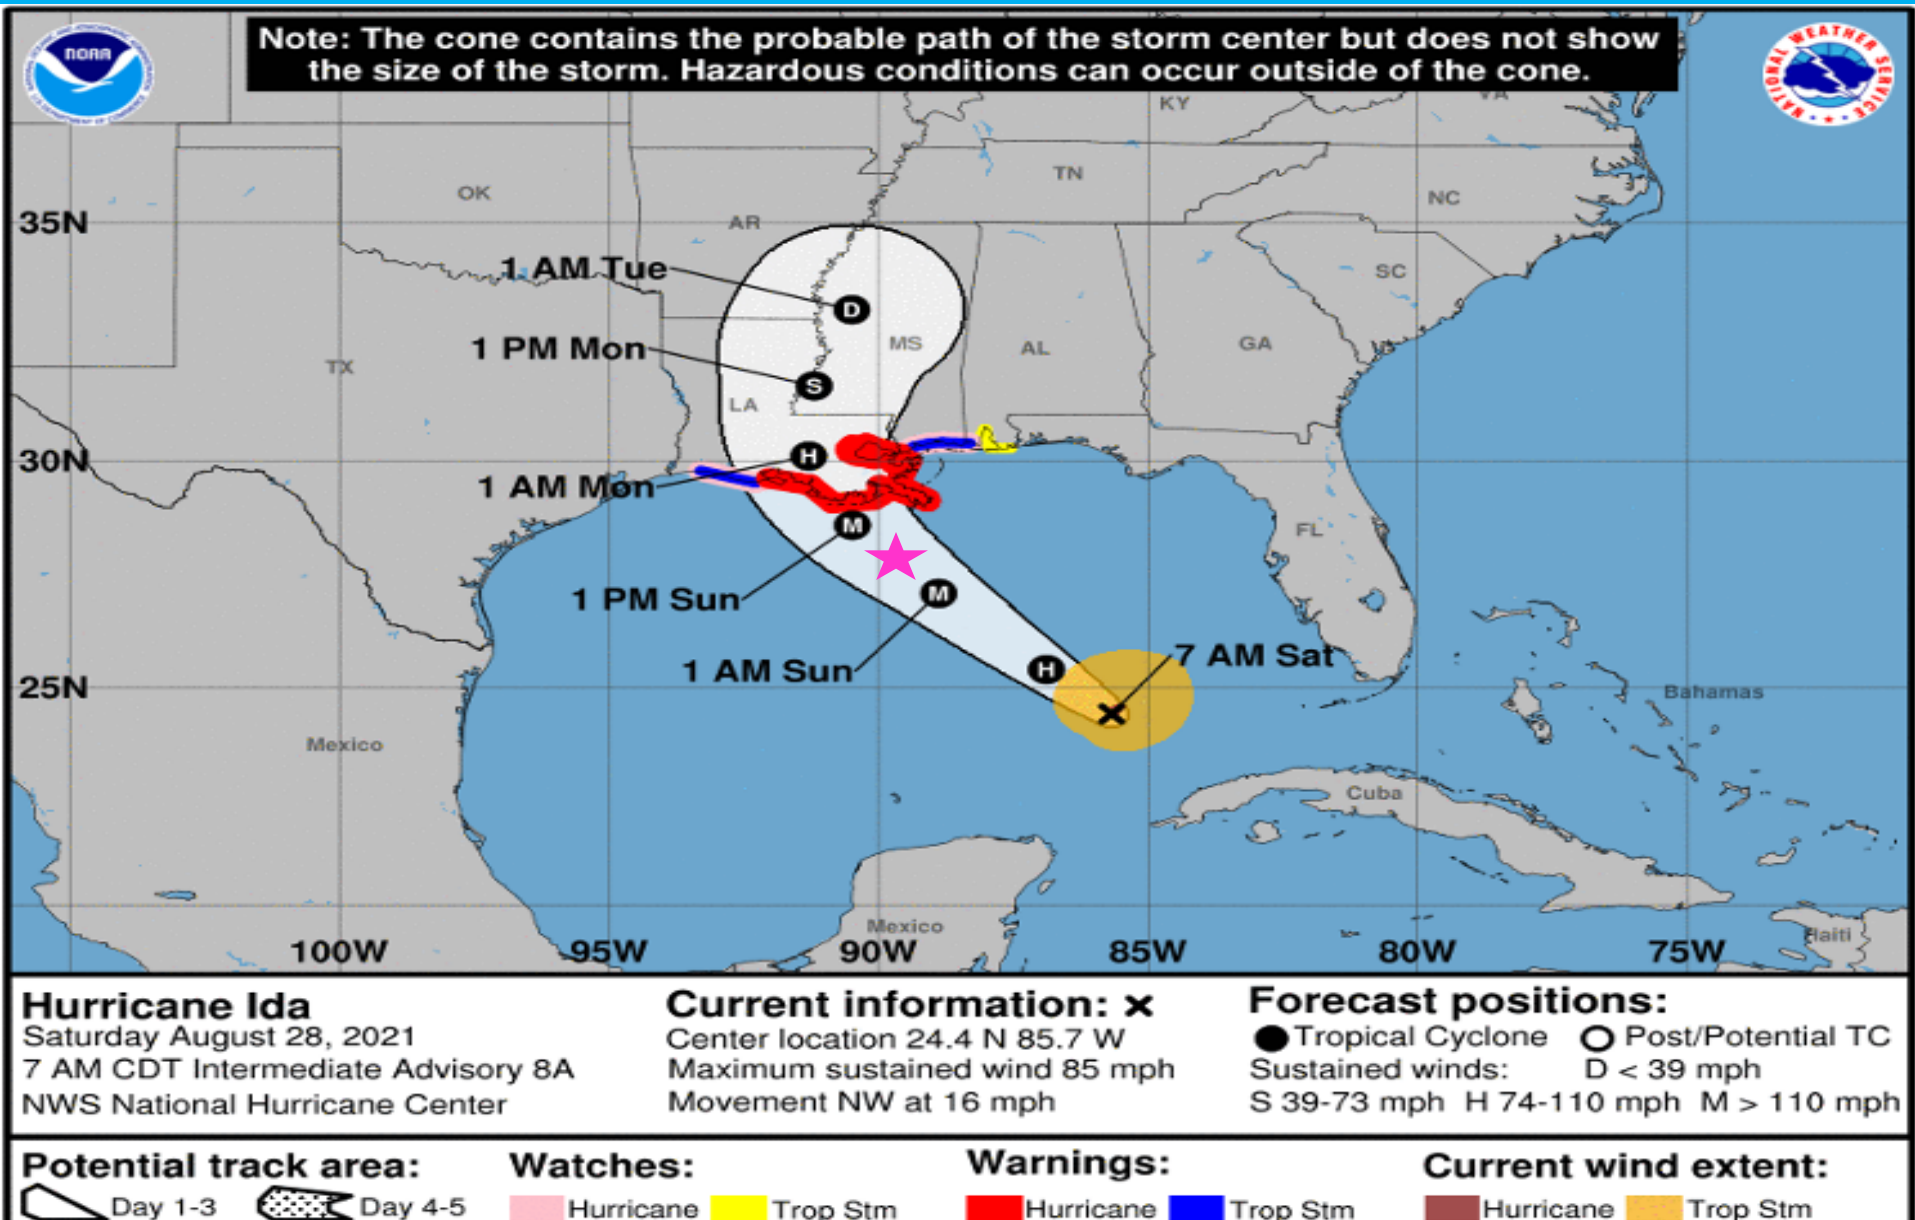 Note: The cone contains the probable path of the storm center but does not show
the size of the storm. Hazardous conditions can occur outside of the cone.
NOAA
NATIONAL WEATHER SERVICE
KY
VA
OK
TN
NC
AR
35N
SC
1 AM Tue
D
1 PM Mon
MS
AL
GA
TX
S
LA
30N
H
1 AM Mon
M
FL
1 PM Sun
M
1 AM Sun
H
7 AM Sat
25N
Bahamas
Mexico
Cuba
Mexico
Haiti
100W
95W
90W
85W
80W
75W
Hurricane Ida
Saturday August 28, 2021
7 AM CDT Intermediate Advisory 8A
NWS National Hurricane Center
Current information: ×
Center location 24.4 N 85.7 W
Maximum sustained wind 85 mph
Movement NW at 16 mph
Forecast positions:
Tropical Cyclone Post/Potential TC
Sustained winds: D < 39 mph
S 39-73 mph H 74-110 mph M > 110 mph
Potential track area:
Day 1-3 Day 4-5
Watches:
Hurricane Trop Stm
Warnings:
Hurricane Trop Stm
Current wind extent:
Hurricane Trop Stm